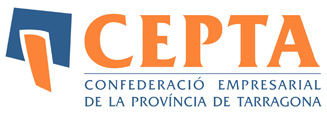 CEPTA
CONFEDERACIÓ EMPRESARIAL
DE LA PROVÍNCIA DE TARRAGONA